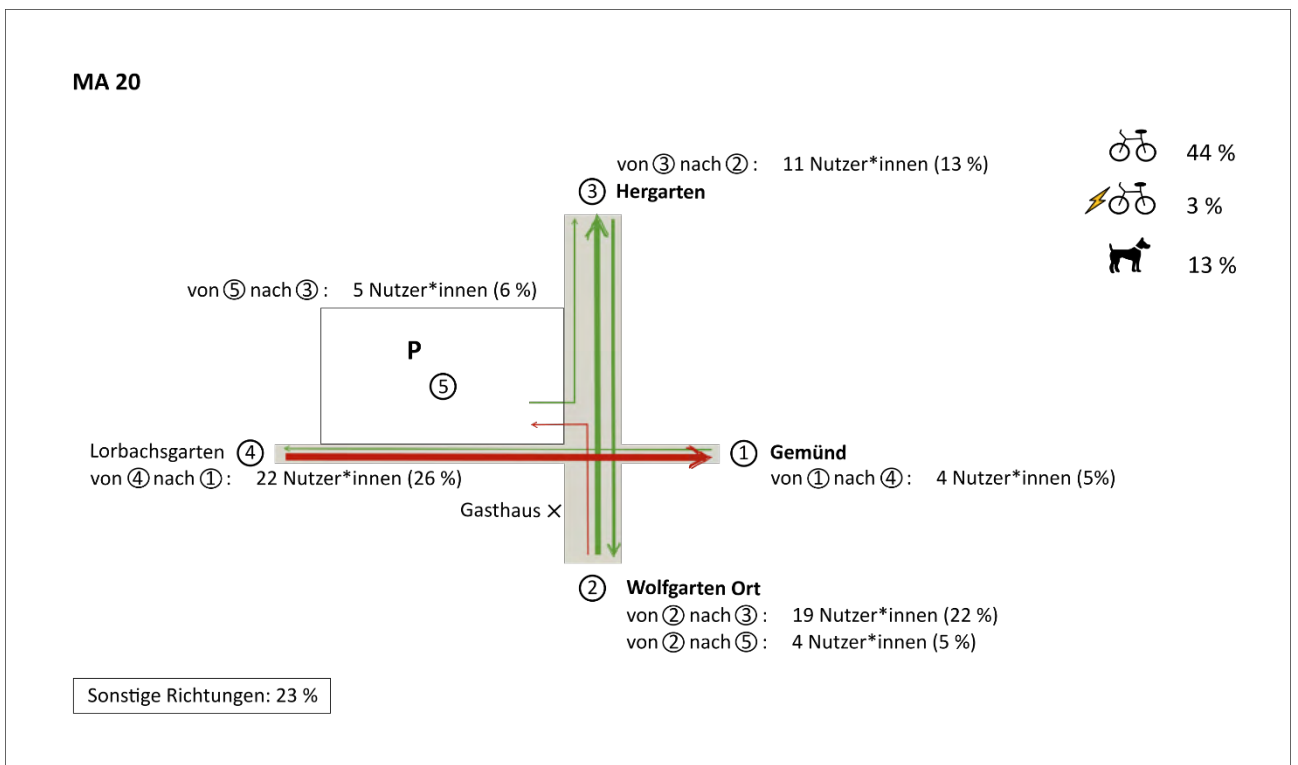 MA 20
44 %
3 %
13 %
von ③ nach ② : 11 Nutzer*innen (13 %)
③ Hergarten
von ⑤ nach ③ : 5 Nutzer*innen (6 %)
P
⑤
Lorbachsgarten ④
von ④ nach ① : 22 Nutzer*innen (26 %)
① Gemünd
von ① nach ④ : 4 Nutzer*innen (5%)
Gasthaus ×
② Wolfgarten Ort
von ② nach ③ : 19 Nutzer*innen (22 %)
von ② nach ⑤ : 4 Nutzer*innen (5 %)
Sonstige Richtungen: 23 %